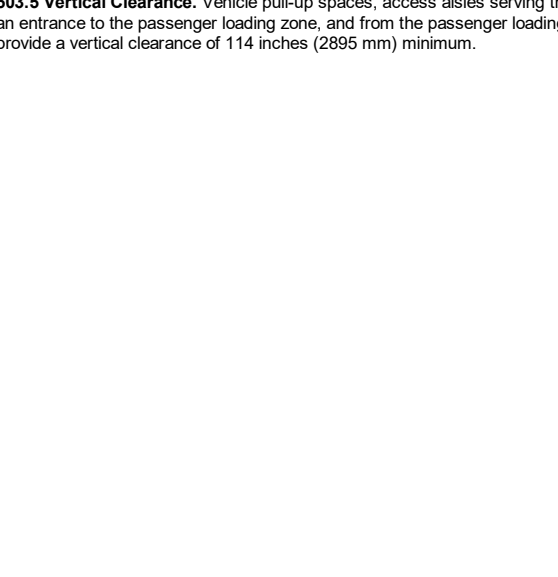 503.5 Vertical Clearance. Vehicle pull-up spaces, access aisles serving
an entrance to the passenger loading zone, and from the passenger loading
provide a vertical clearance of 114 inches (2895 mm) minimum.